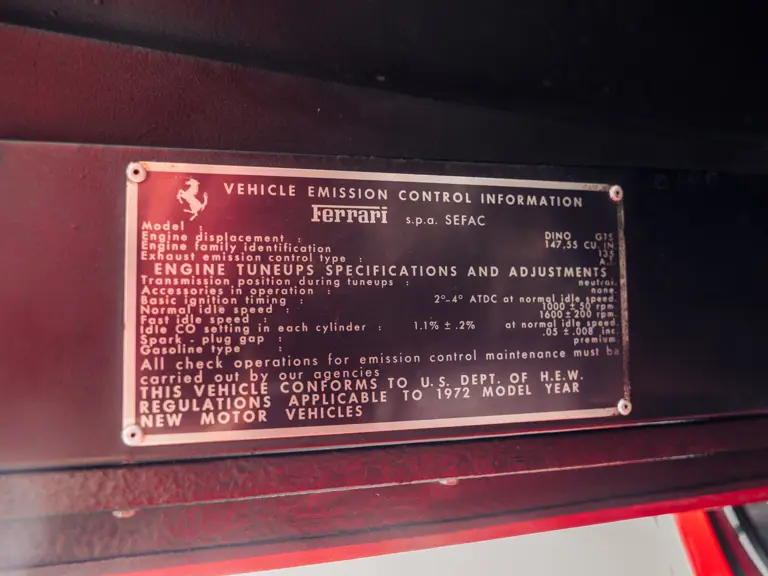 VEHICLE EMISSION CONTROL INFORMATION
Ferrari s.p.a. SEFAC
Model : DINO GTS
Engine displacement : 147,55 CU. IN.
Engine family identification 135
Exhaust emission control type : A.I.
ENGINE TUNEUPS SPECIFICATIONS AND ADJUSTMENTS
Transmission position during tuneups : neutral.
Accessories in operation : none.
Basic ignition timing : 2°-4° ATDC at normal idle speed.
Normal idle speed : 1000 ± 50 rpm.
Fast idle speed : 1600 ± 200 rpm.
Idle CO setting in each cylinder : 1,1% ± .2% at normal idle speed.
Spark - plug gap : .05 ± .008 inc.
Gasoline type : premium.
All check operations for emission control maintenance must be
carried out by our agencies
THIS VEHICLE CONFORMS TO U.S. DEPT. OF H.E.W.
REGULATIONS APPLICABLE TO 1972 MODEL YEAR
NEW MOTOR VEHICLES